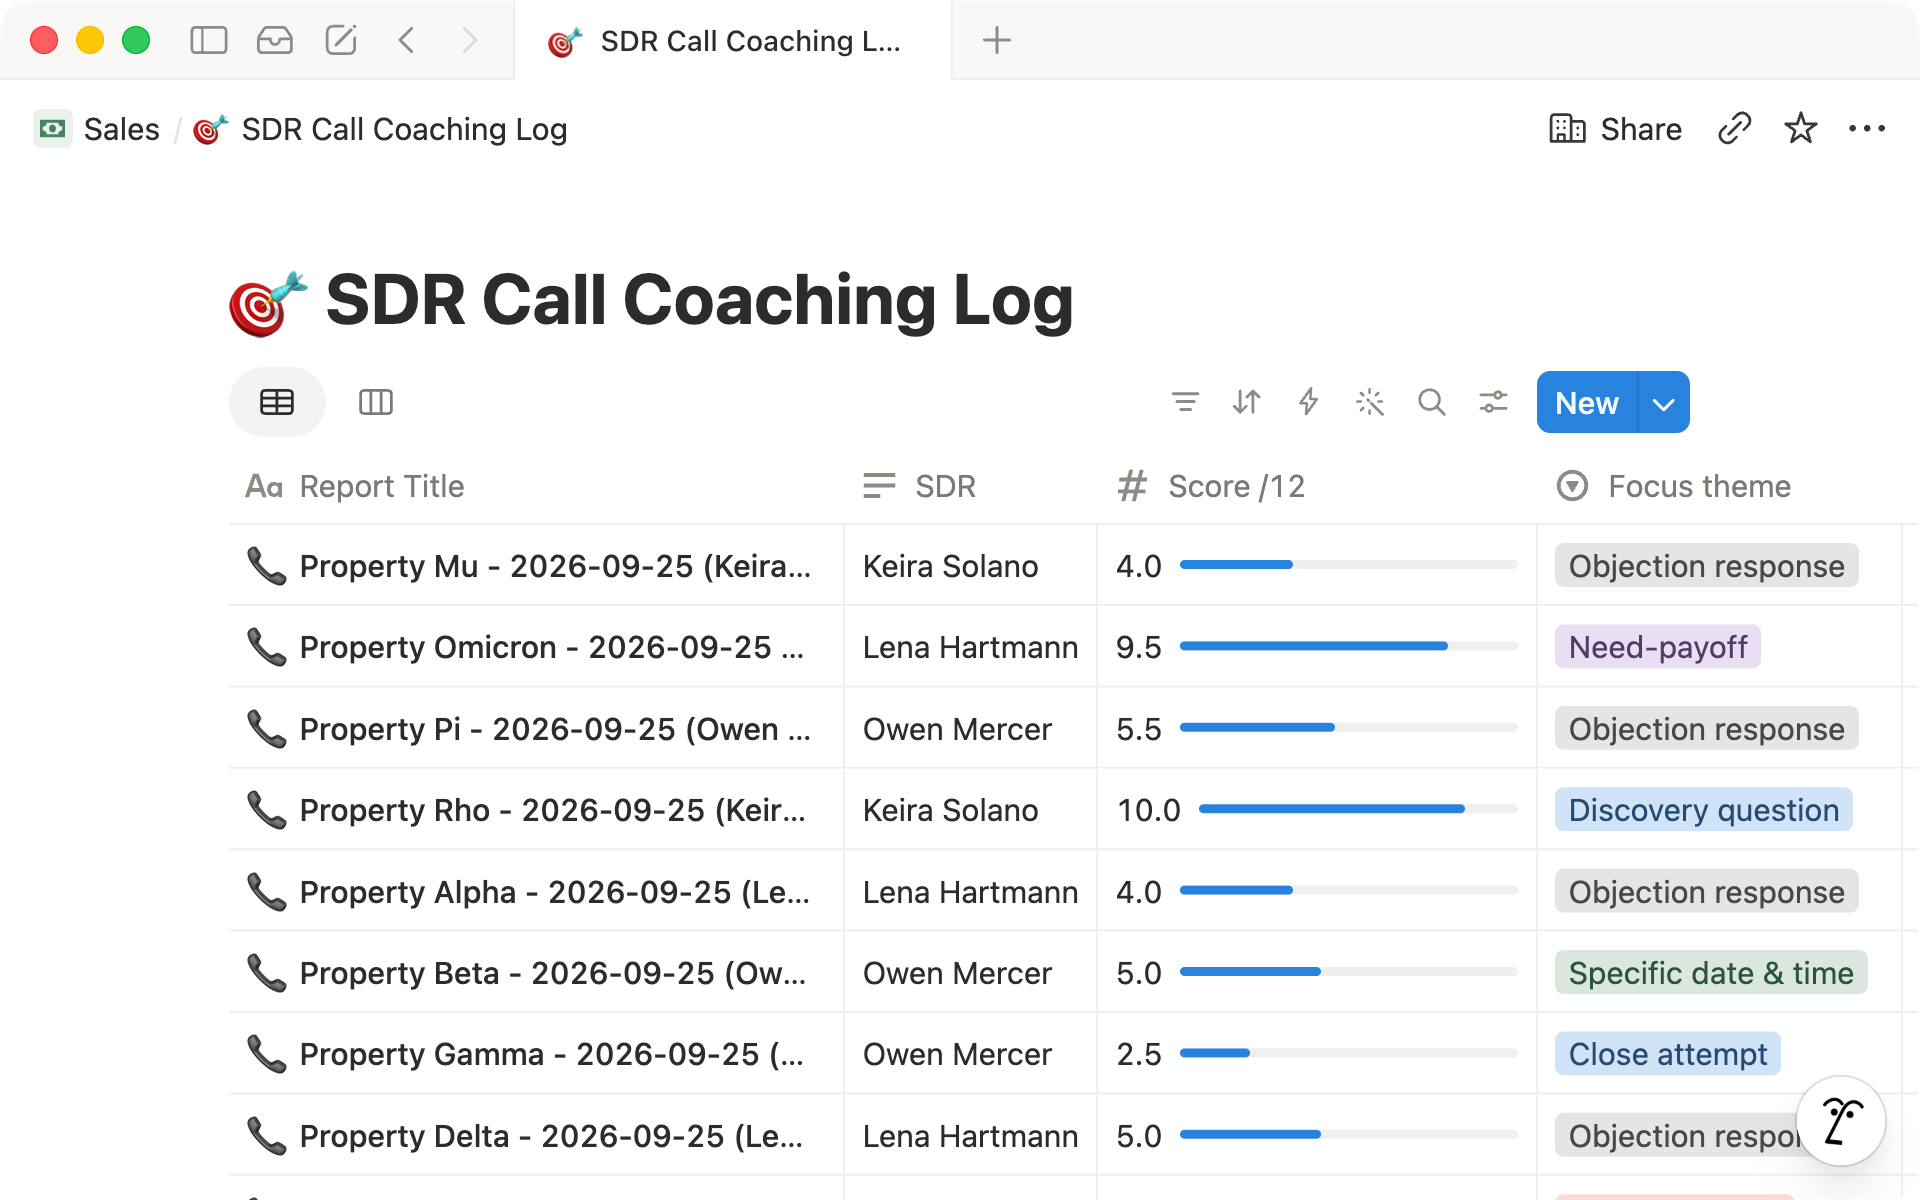 SDR Call Coaching L...
Sales / SDR Call Coaching Log
Share
SDR Call Coaching Log
New
Aa Report Title SDR # Score /12 Focus theme
Property Mu - 2026-09-25 (Keira... Keira Solano 4.0 Objection response
Property Omicron - 2026-09-25 ... Lena Hartmann 9.5 Need-payoff
Property Pi - 2026-09-25 (Owen ... Owen Mercer 5.5 Objection response
Property Rho - 2026-09-25 (Keir... Keira Solano 10.0 Discovery question
Property Alpha - 2026-09-25 (Le... Lena Hartmann 4.0 Objection response
Property Beta - 2026-09-25 (Ow... Owen Mercer 5.0 Specific date & time
Property Gamma - 2026-09-25 (... Owen Mercer 2.5 Close attempt
Property Delta - 2026-09-25 (Le... Lena Hartmann 5.0 Objection